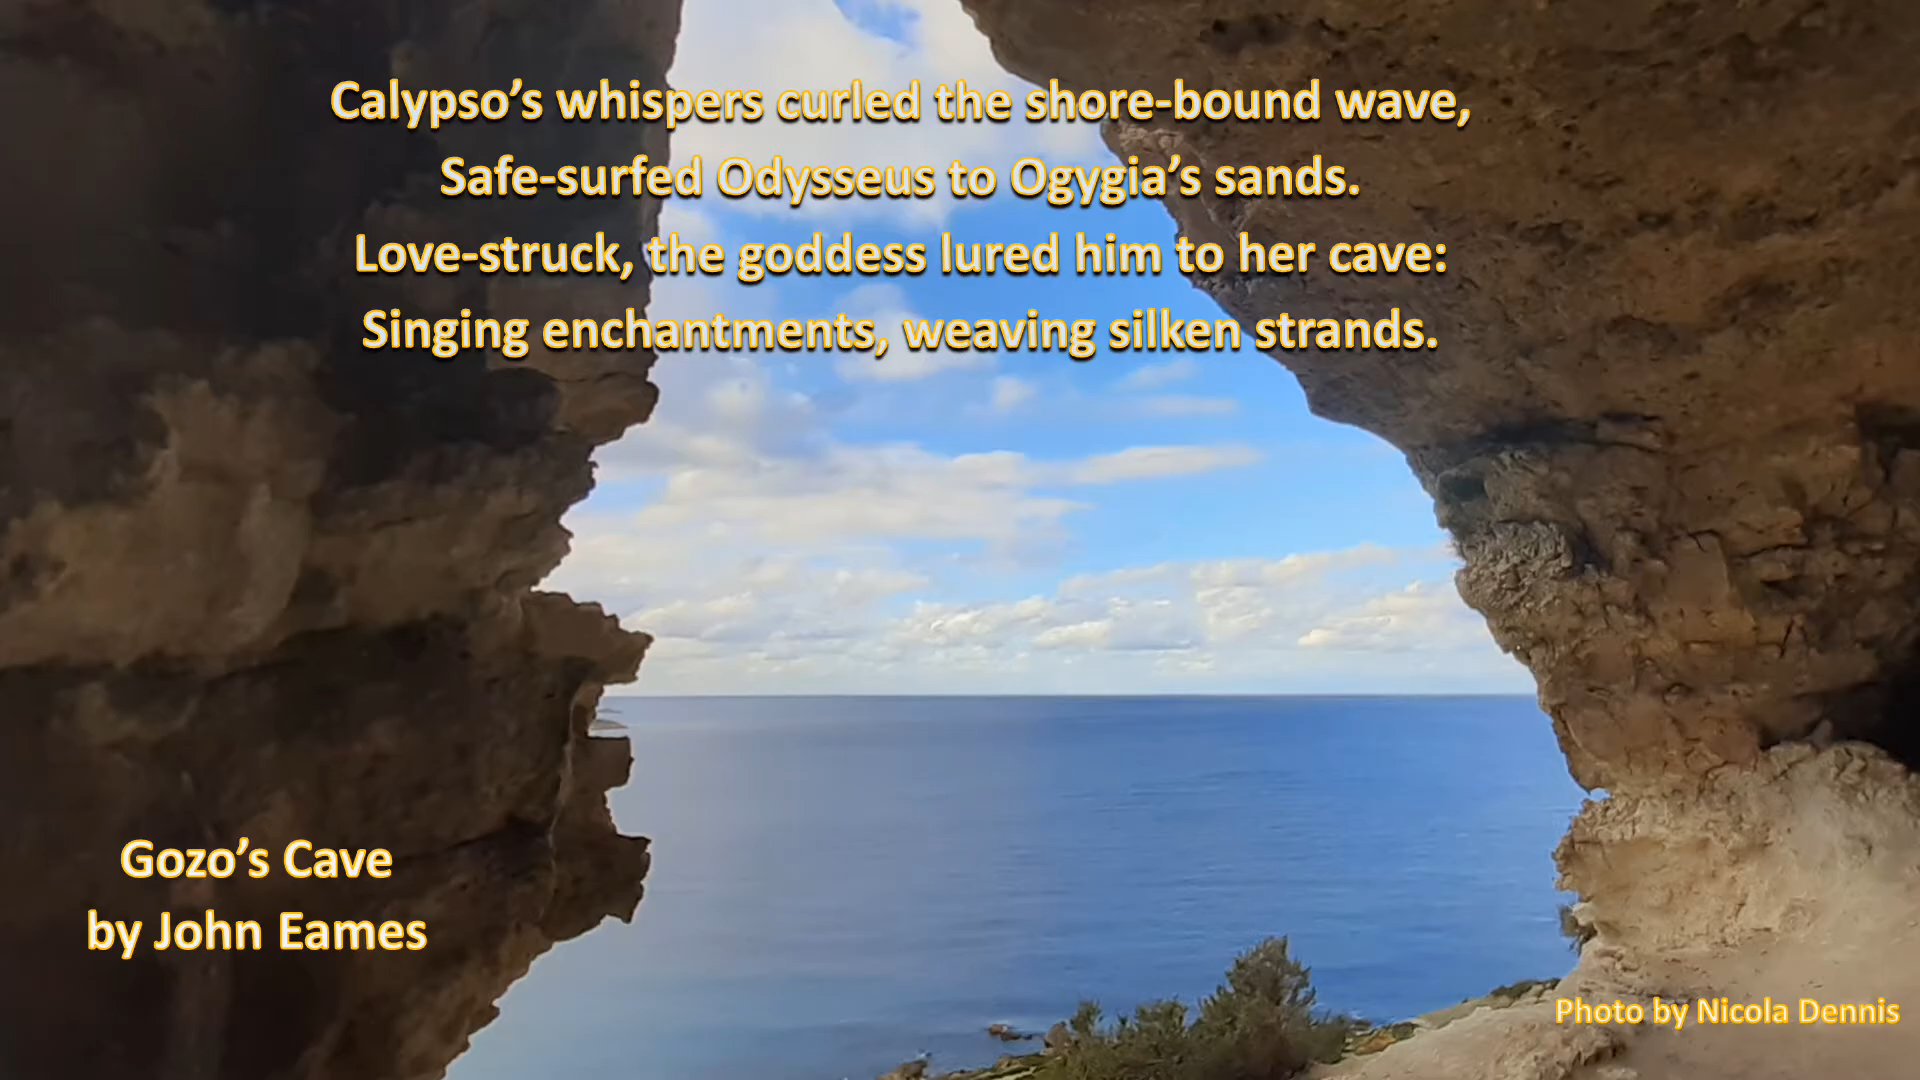 Calypso’s whispers curled the shore-bound wave,
Safe-surfed Odysseus to Ogygia’s sands.
Love-struck, the goddess lured him to her cave:
Singing enchantments, weaving silken strands.
Gozo’s Cave
by John Eames
Photo by Nicola Dennis